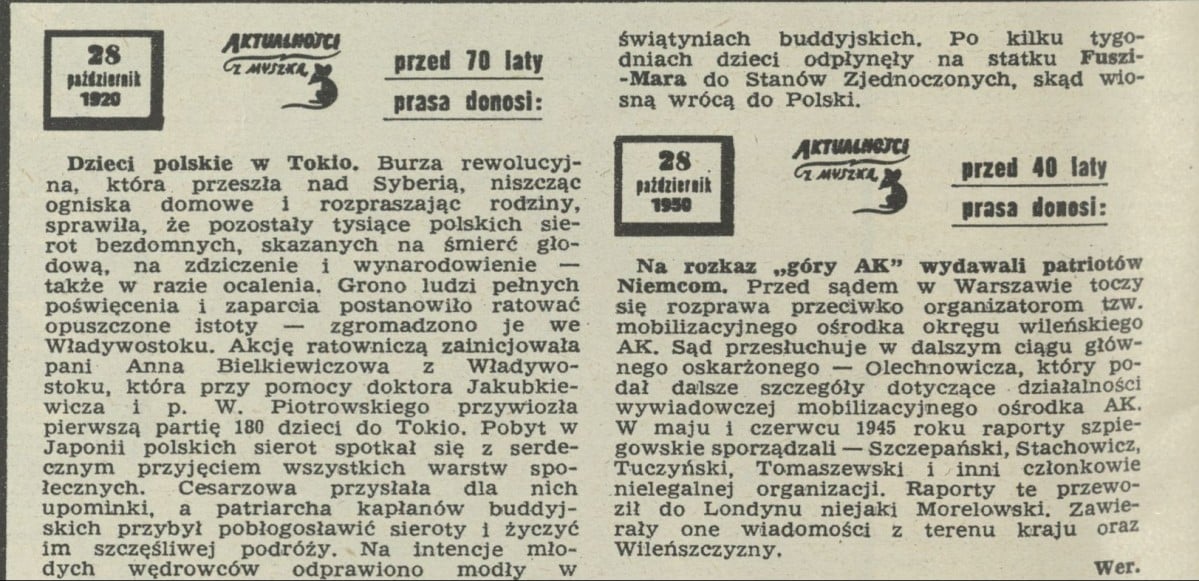 28
październik
1920
AKTUALNOŚCI
Z MYSZKĄ
przed 70 laty
prasa donosi:
Dzieci polskie w Tokio. Burza rewolucyj-
na, która przeszła nad Syberią, niszcząc
ogniska domowe i rozpraszając rodziny,
sprawiła, że pozostały tysiące polskich sie-
rot bezdomnych, skazanych na śmierć gło-
dową, na zdziczenie i wynarodowienie —
także w razie ocalenia. Grono ludzi pełnych
poświęcenia i zaparcia postanowiło ratować
opuszczone istoty — zgromadzono je we
Władywostoku. Akcję ratowniczą zainicjowała
pani Anna Bielkiewiczowa z Władywo-
stoku, która przy pomocy doktora Jakubkie-
wicza i p. W. Piotrowskiego przywiozła
pierwszą partię 180 dzieci do Tokio. Pobyt w
Japonii polskich sierot spotkał się z serde-
cznym przyjęciem wszystkich warstw spo-
łecznych. Cesarzowa przysłała dla nich
upominki, a patriarcha kapłanów buddyj-
skich przybył pobłogosławić sieroty i życzyć
im szczęśliwej podróży. Na intencje mło-
dych wędrowców odprawiono modły w
świątyniach buddyjskich. Po kilku tygo-
dniach dzieci odpłynęły na statku Fuszi-
-Mara do Stanów Zjednoczonych, skąd wio-
sną wrócą do Polski.
28
październik
1950
AKTUALNOŚCI
Z MYSZKĄ
przed 40 laty
prasa donosi:
Na rozkaz „góry AK" wydawali patriotów
Niemcom. Przed sądem w Warszawie toczy
się rozprawa przeciwko organizatorom tzw.
mobilizacyjnego ośrodka okręgu wileńskiego
AK. Sąd przesłuchuje w dalszym ciągu głów-
nego oskarżonego — Olechnowicza, który po-
dał dalsze szczegóły dotyczące działalności
wywiadowczej mobilizacyjnego ośrodka AK.
W maju i czerwcu 1945 roku raporty szpie-
gowskie sporządzali — Szczepański, Stachowicz,
Tuczyński, Tomaszewski i inni członkowie
nielegalnej organizacji. Raporty te przewo-
ził do Londynu niejaki Morelowski. Zawie-
rały one wiadomości z terenu kraju oraz
Wileńszczyzny.
Wer.